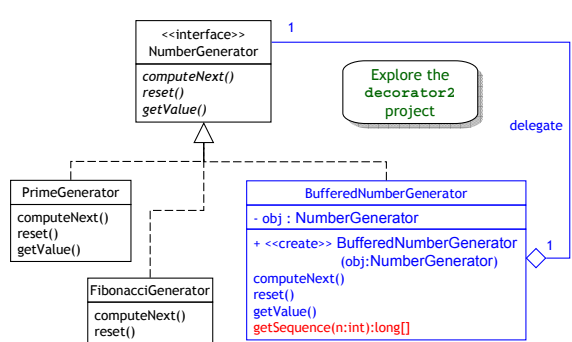 <<interface>>
NumberGenerator
computeNext()
reset()
getValue()
1
Explore the
decorator2
project
delegate
PrimeGenerator
computeNext()
reset()
getValue()
FibonacciGenerator
computeNext()
reset()
BufferedNumberGenerator
- obj : NumberGenerator
+ <<create>> BufferedNumberGenerator
(obj:NumberGenerator)
computeNext()
reset()
getValue()
getSequence(n:int):long[]
1